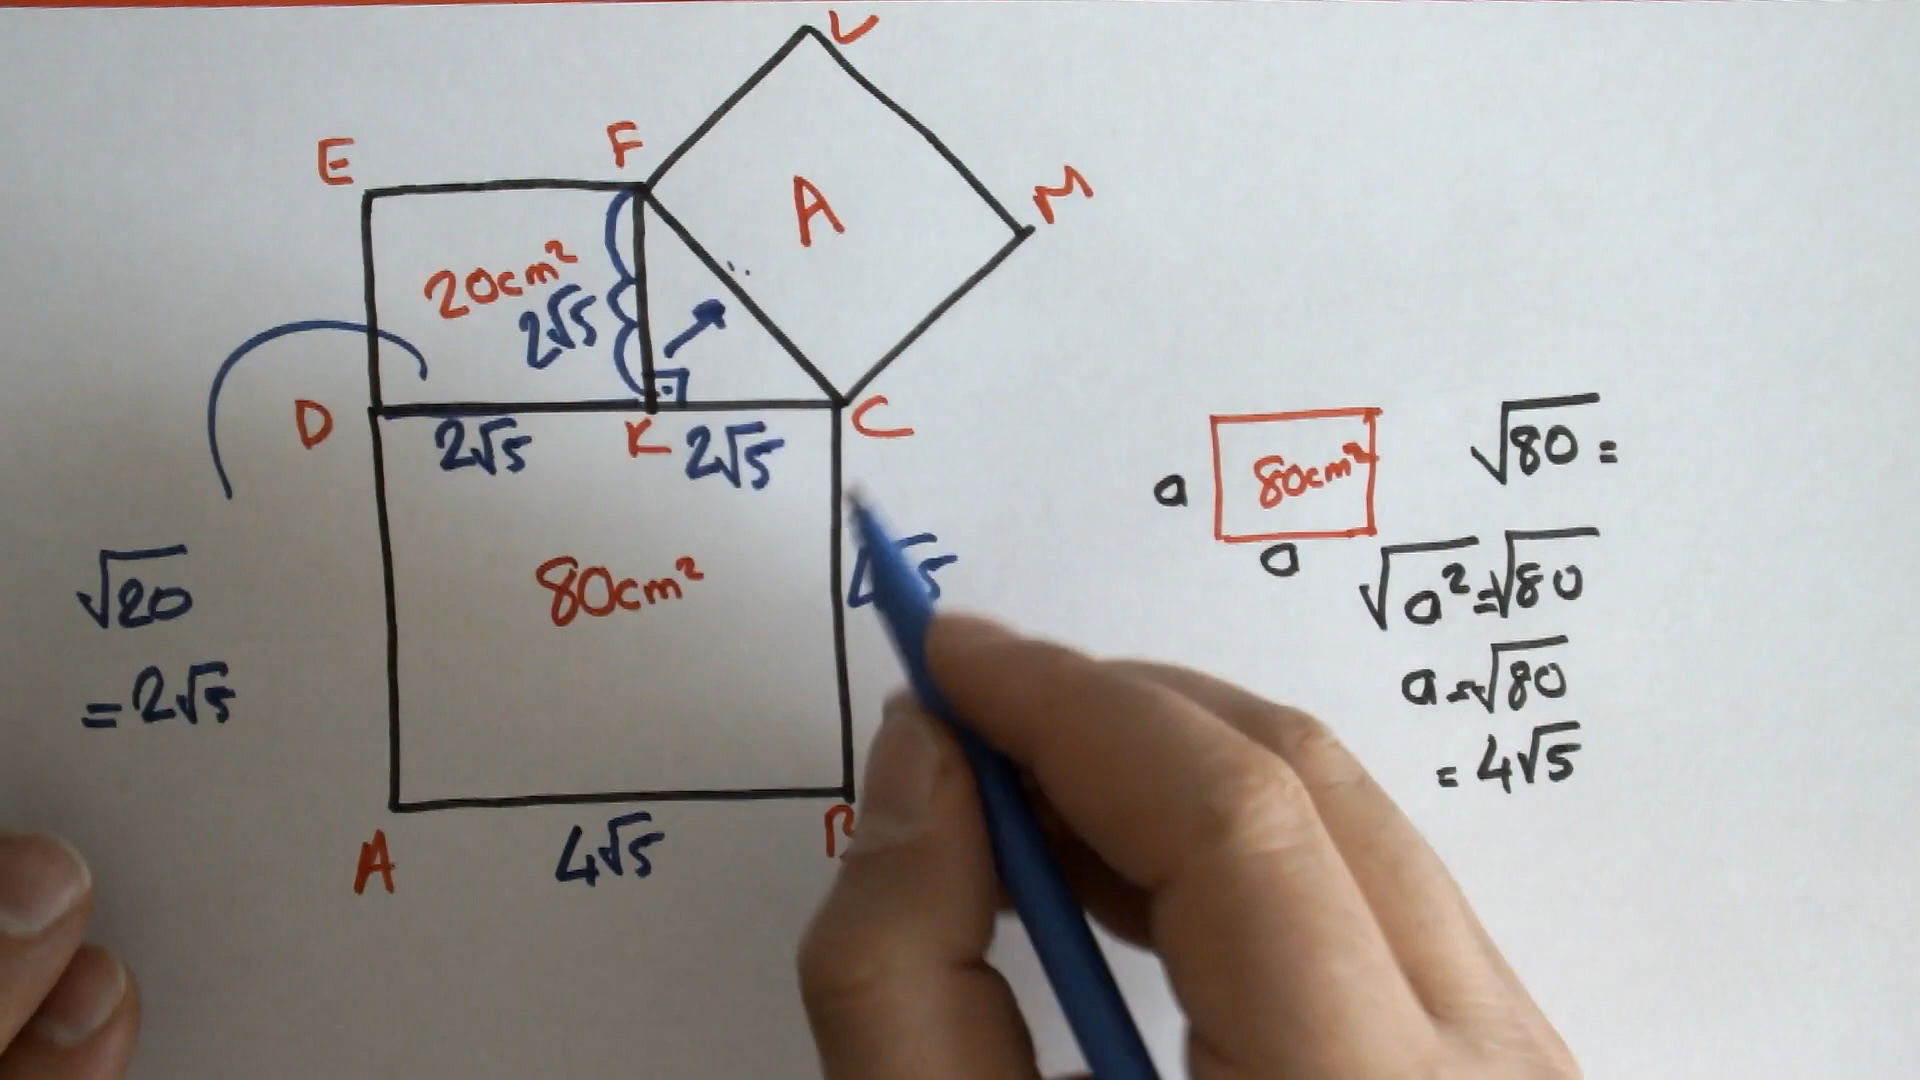 L
E
F
M
A
20cm²
2√5
D
2√5
K
2√5
C
80cm²
√20
= 2√5
A
4√5
B
a
80cm²
a
√80 =
√a² = √80
a = √80
= 4√5